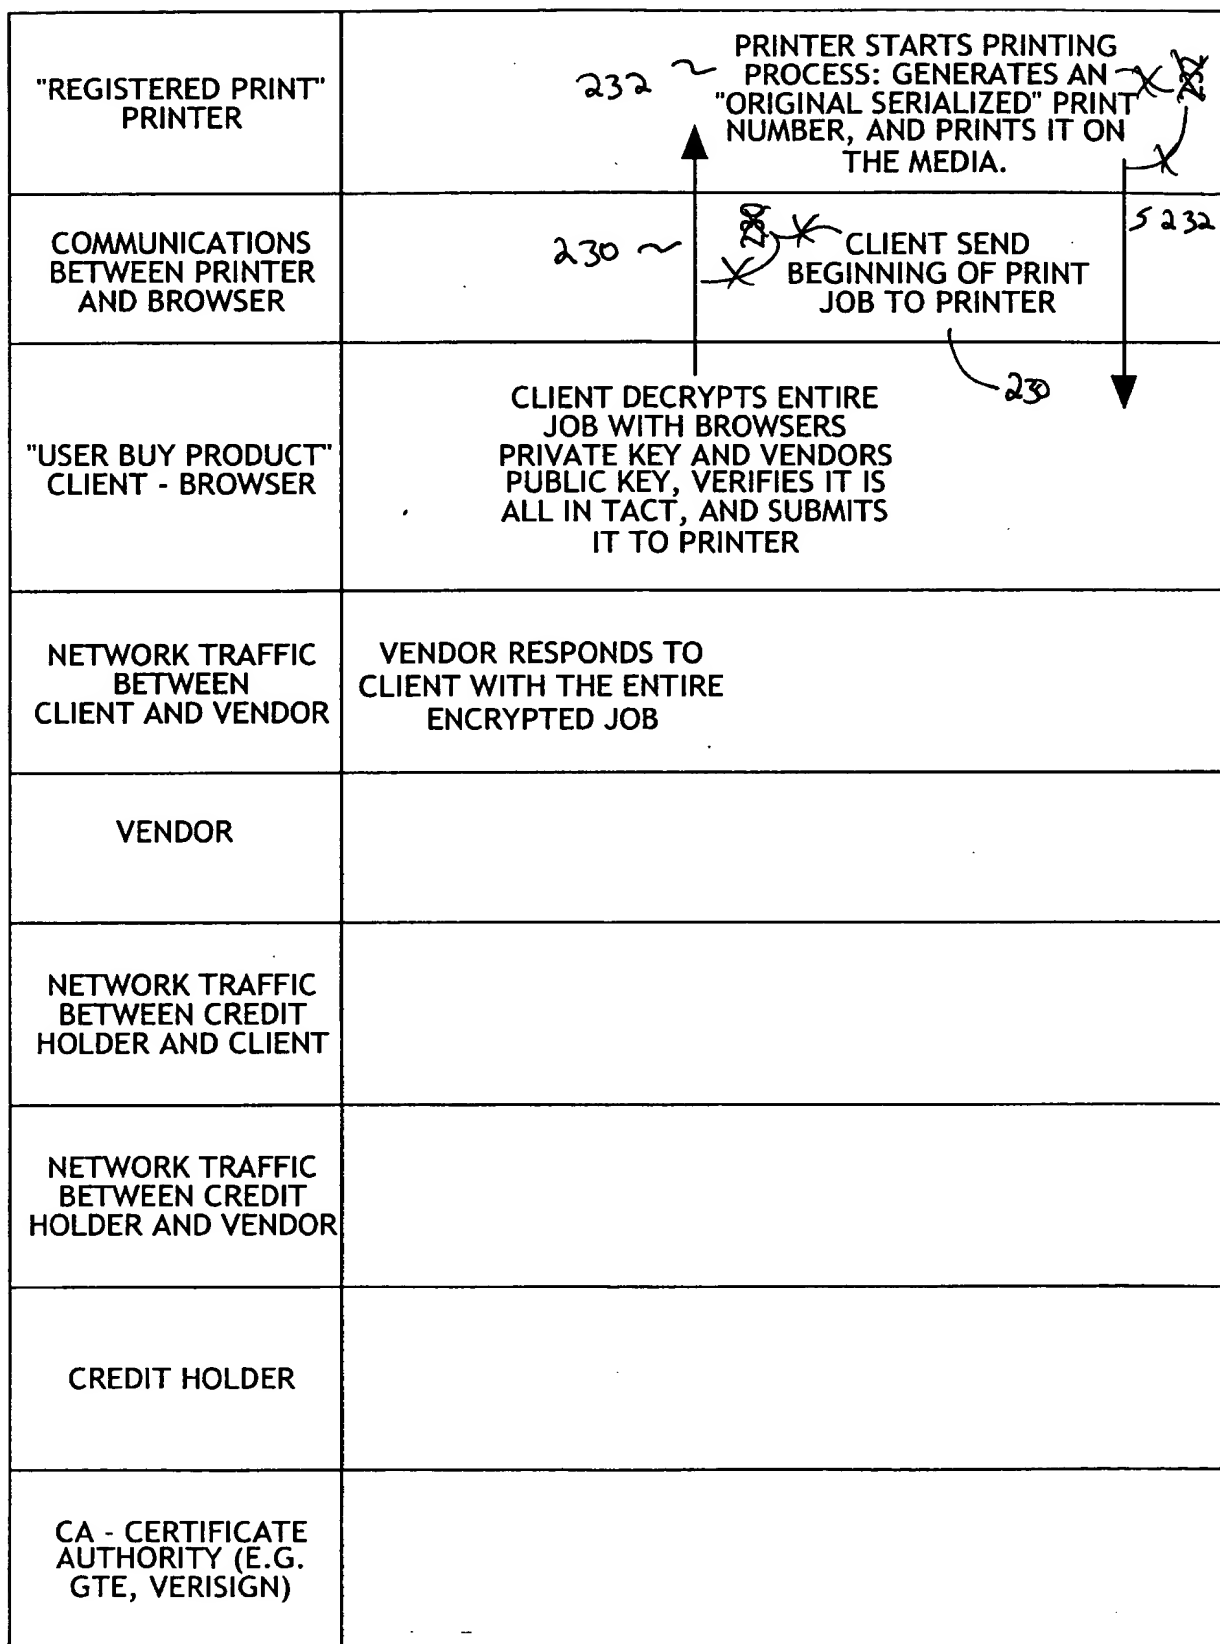 "REGISTERED PRINT"
PRINTER
232 ~
PRINTER STARTS PRINTING
PROCESS: GENERATES AN
"ORIGINAL SERIALIZED" PRINT
NUMBER, AND PRINTS IT ON
THE MEDIA.
232
COMMUNICATIONS
BETWEEN PRINTER
AND BROWSER
230 ~
230
CLIENT SEND
BEGINNING OF PRINT
JOB TO PRINTER
232
230
"USER BUY PRODUCT"
CLIENT - BROWSER
CLIENT DECRYPTS ENTIRE
JOB WITH BROWSERS
PRIVATE KEY AND VENDORS
PUBLIC KEY, VERIFIES IT IS
ALL IN TACT, AND SUBMITS
IT TO PRINTER
NETWORK TRAFFIC
BETWEEN
CLIENT AND VENDOR
VENDOR RESPONDS TO
CLIENT WITH THE ENTIRE
ENCRYPTED JOB
VENDOR
NETWORK TRAFFIC
BETWEEN CREDIT
HOLDER AND CLIENT
NETWORK TRAFFIC
BETWEEN CREDIT
HOLDER AND VENDOR
CREDIT HOLDER
CA - CERTIFICATE
AUTHORITY (E.G.
GTE, VERISIGN)